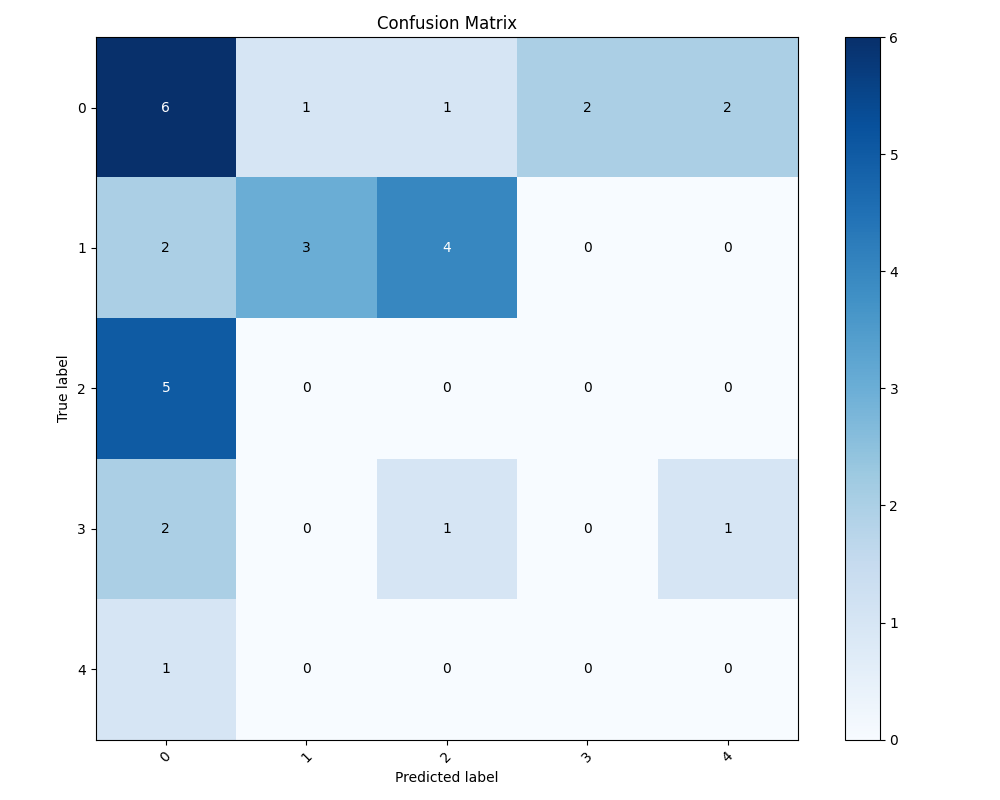 Confusion Matrix
0 6 1 1 2 2
1 2 3 4 0 0
2 5 0 0 0 0
3 2 0 1 0 1
4 1 0 0 0 0
0 1 2 3 4
True label
Predicted label
6
5
4
3
2
1
0